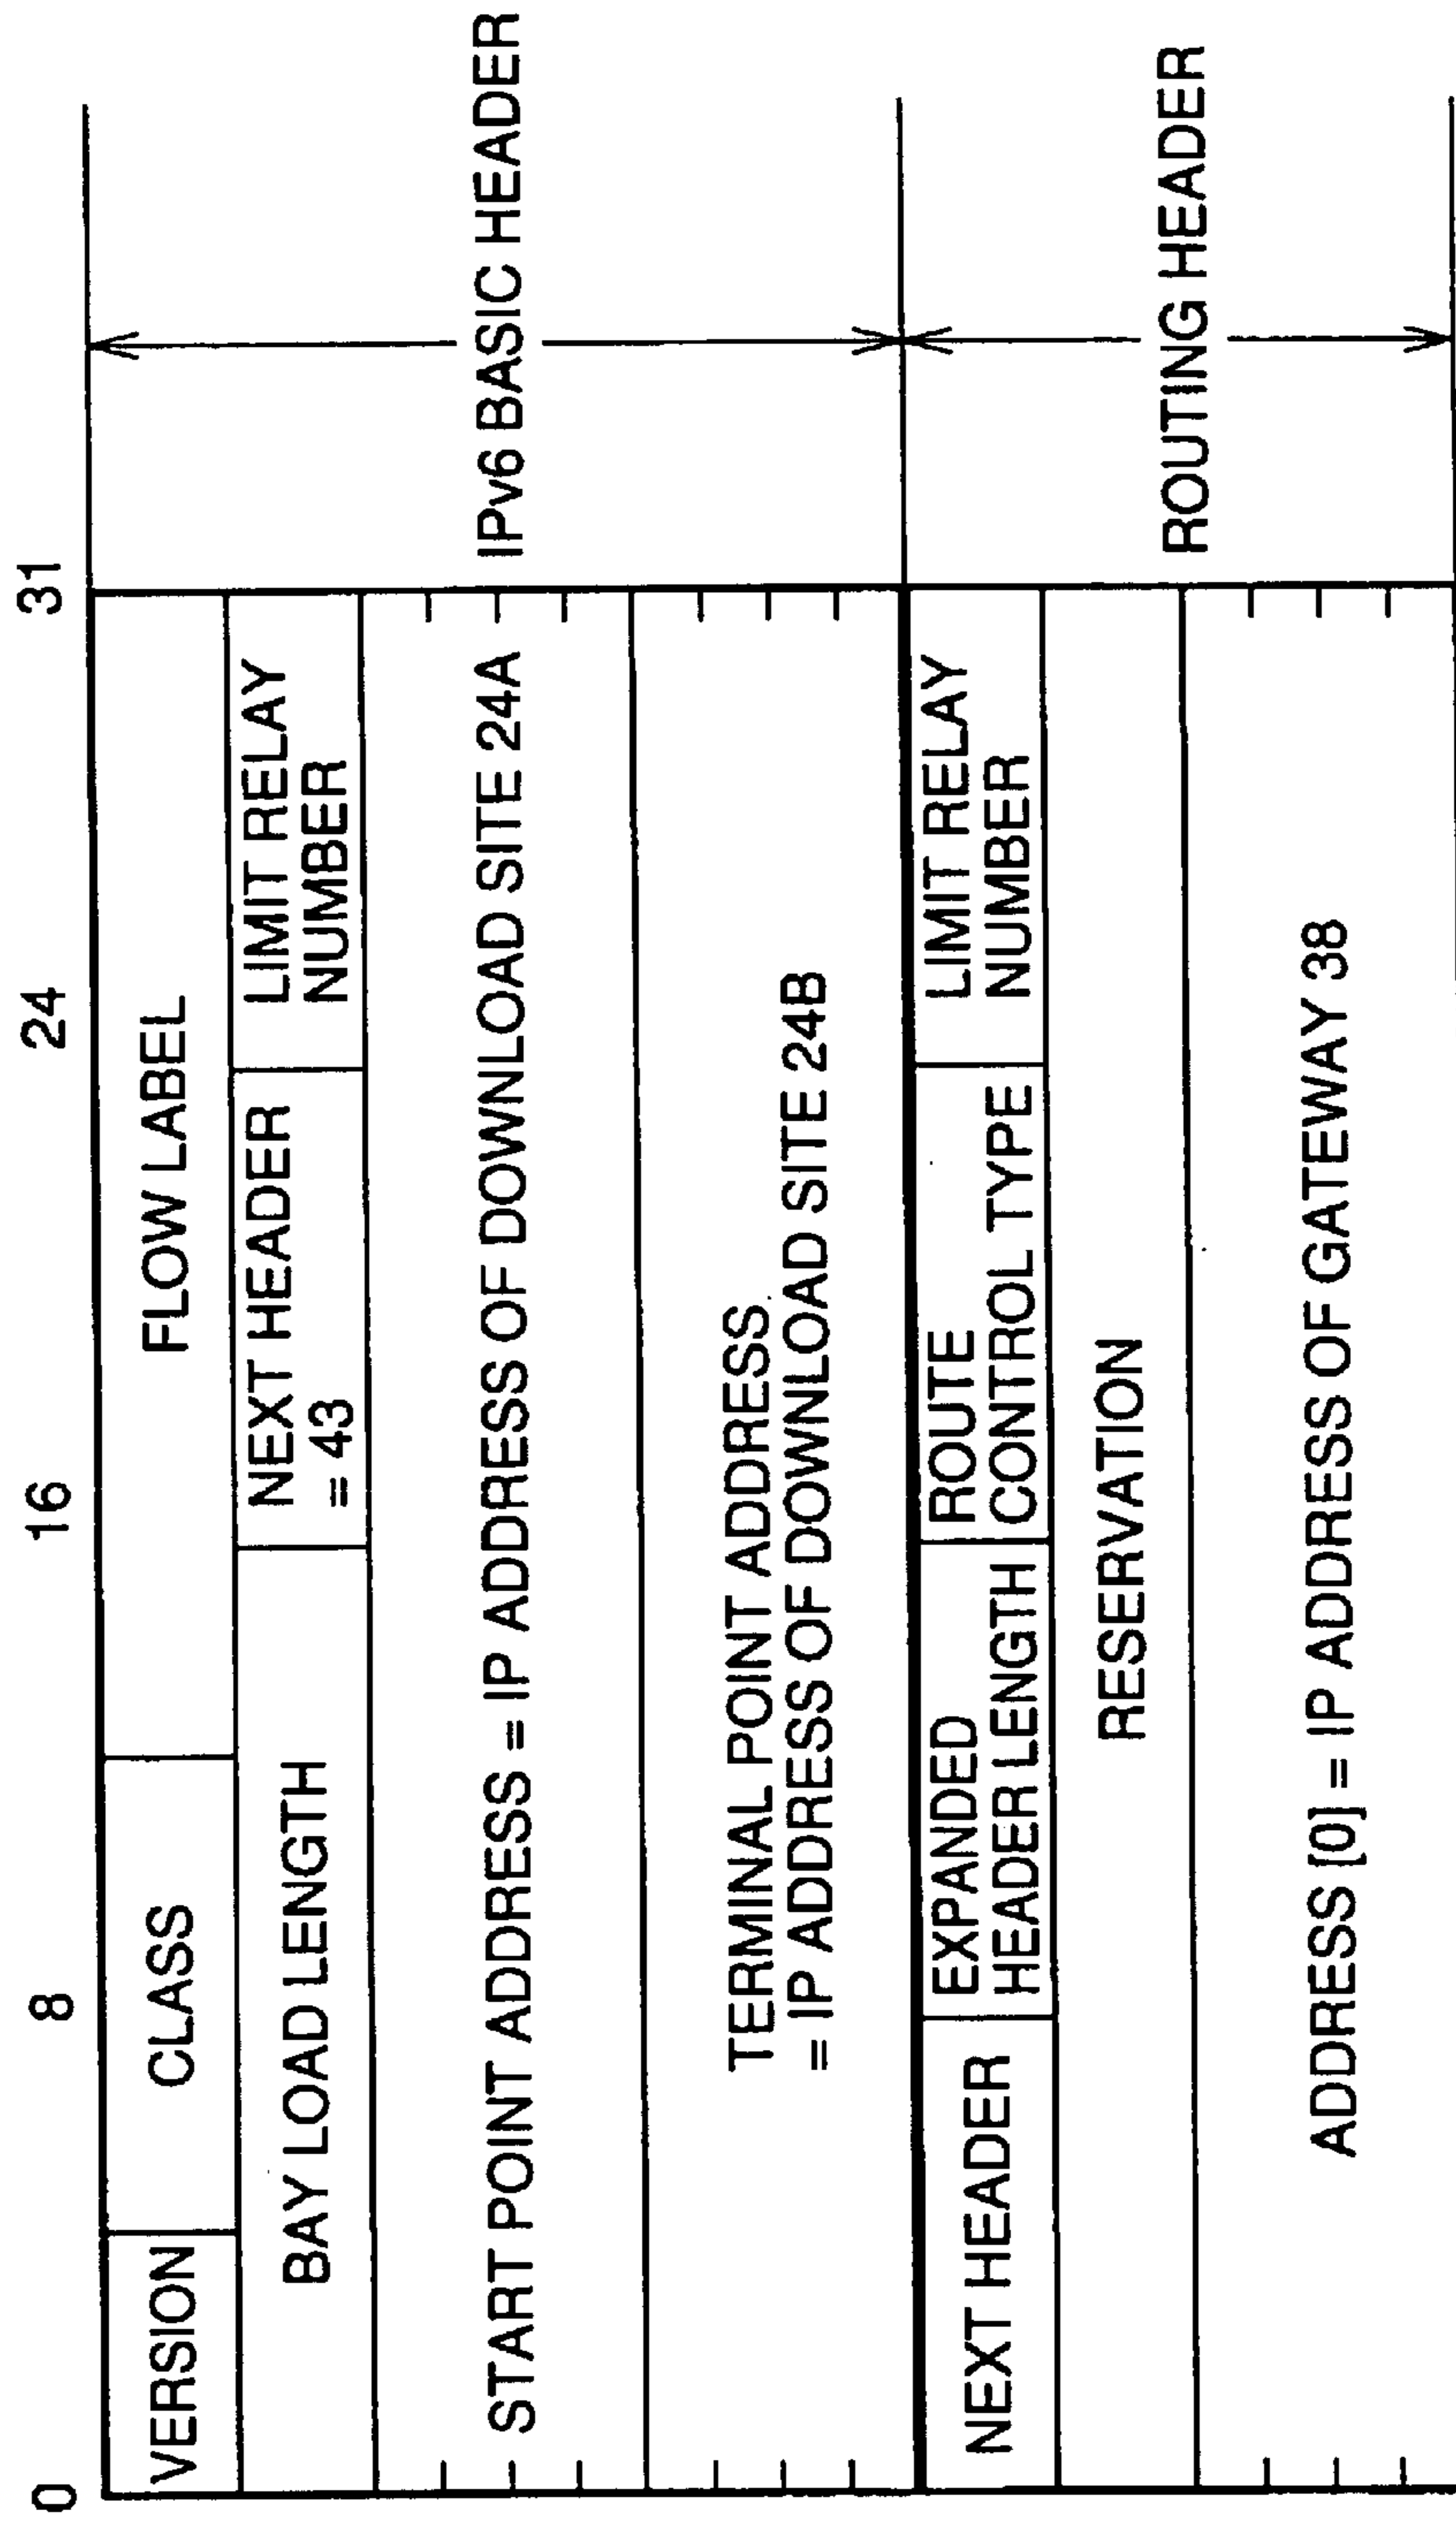 0 8 16 24 31
VERSION CLASS FLOW LABEL
BAY LOAD LENGTH
NEXT HEADER
= 43
LIMIT RELAY
NUMBER
START POINT ADDRESS = IP ADDRESS OF DOWNLOAD SITE 24A
IPv6 BASIC HEADER
TERMINAL POINT ADDRESS
= IP ADDRESS OF DOWNLOAD SITE 24B
NEXT HEADER
EXPANDED
HEADER LENGTH
ROUTE
CONTROL TYPE
LIMIT RELAY
NUMBER
RESERVATION
ROUTING HEADER
ADDRESS [0] = IP ADDRESS OF GATEWAY 38